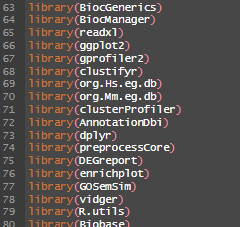 63 library(BiocGenerics)
64 library(BiocManager)
65 library(readxl)
66 library(ggplot2)
67 library(gprofiler2)
68 library(clustifyr)
69 library(org.Hs.eg.db)
70 library(org.Mm.eg.db)
71 library(clusterProfiler)
72 library(AnnotationDbi)
73 library(dplyr)
74 library(preprocessCore)
75 library(DEGreport)
76 library(enrichplot)
77 library(GOSemSim)
78 library(vidger)
79 library(R.utils)
80 library(Biobase)